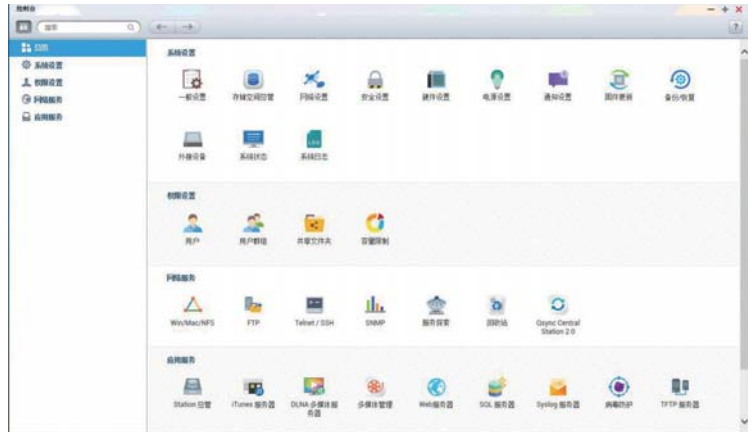 控制台
搜索
?
总览
系统设置
权限设置
网络服务
应用服务
系统设置
一般设置
存储空间总管
网络设置
安全设置
硬件设置
电源设置
通知设置
固件更新
备份/恢复
外接设备
系统状态
系统日志
权限设置
用户
用户群组
共享文件夹
容量限制
网络服务
Win/Mac/NFS
FTP
Telnet / SSH
SNMP
服务探索
回收站
Qsync Central
Station 2.0
应用服务
Station 总管
iTunes 服务器
DLNA 多媒体服
务器
多媒体管理
Web服务器
SQL 服务器
Syslog 服务器
病毒防护
TFTP 服务器